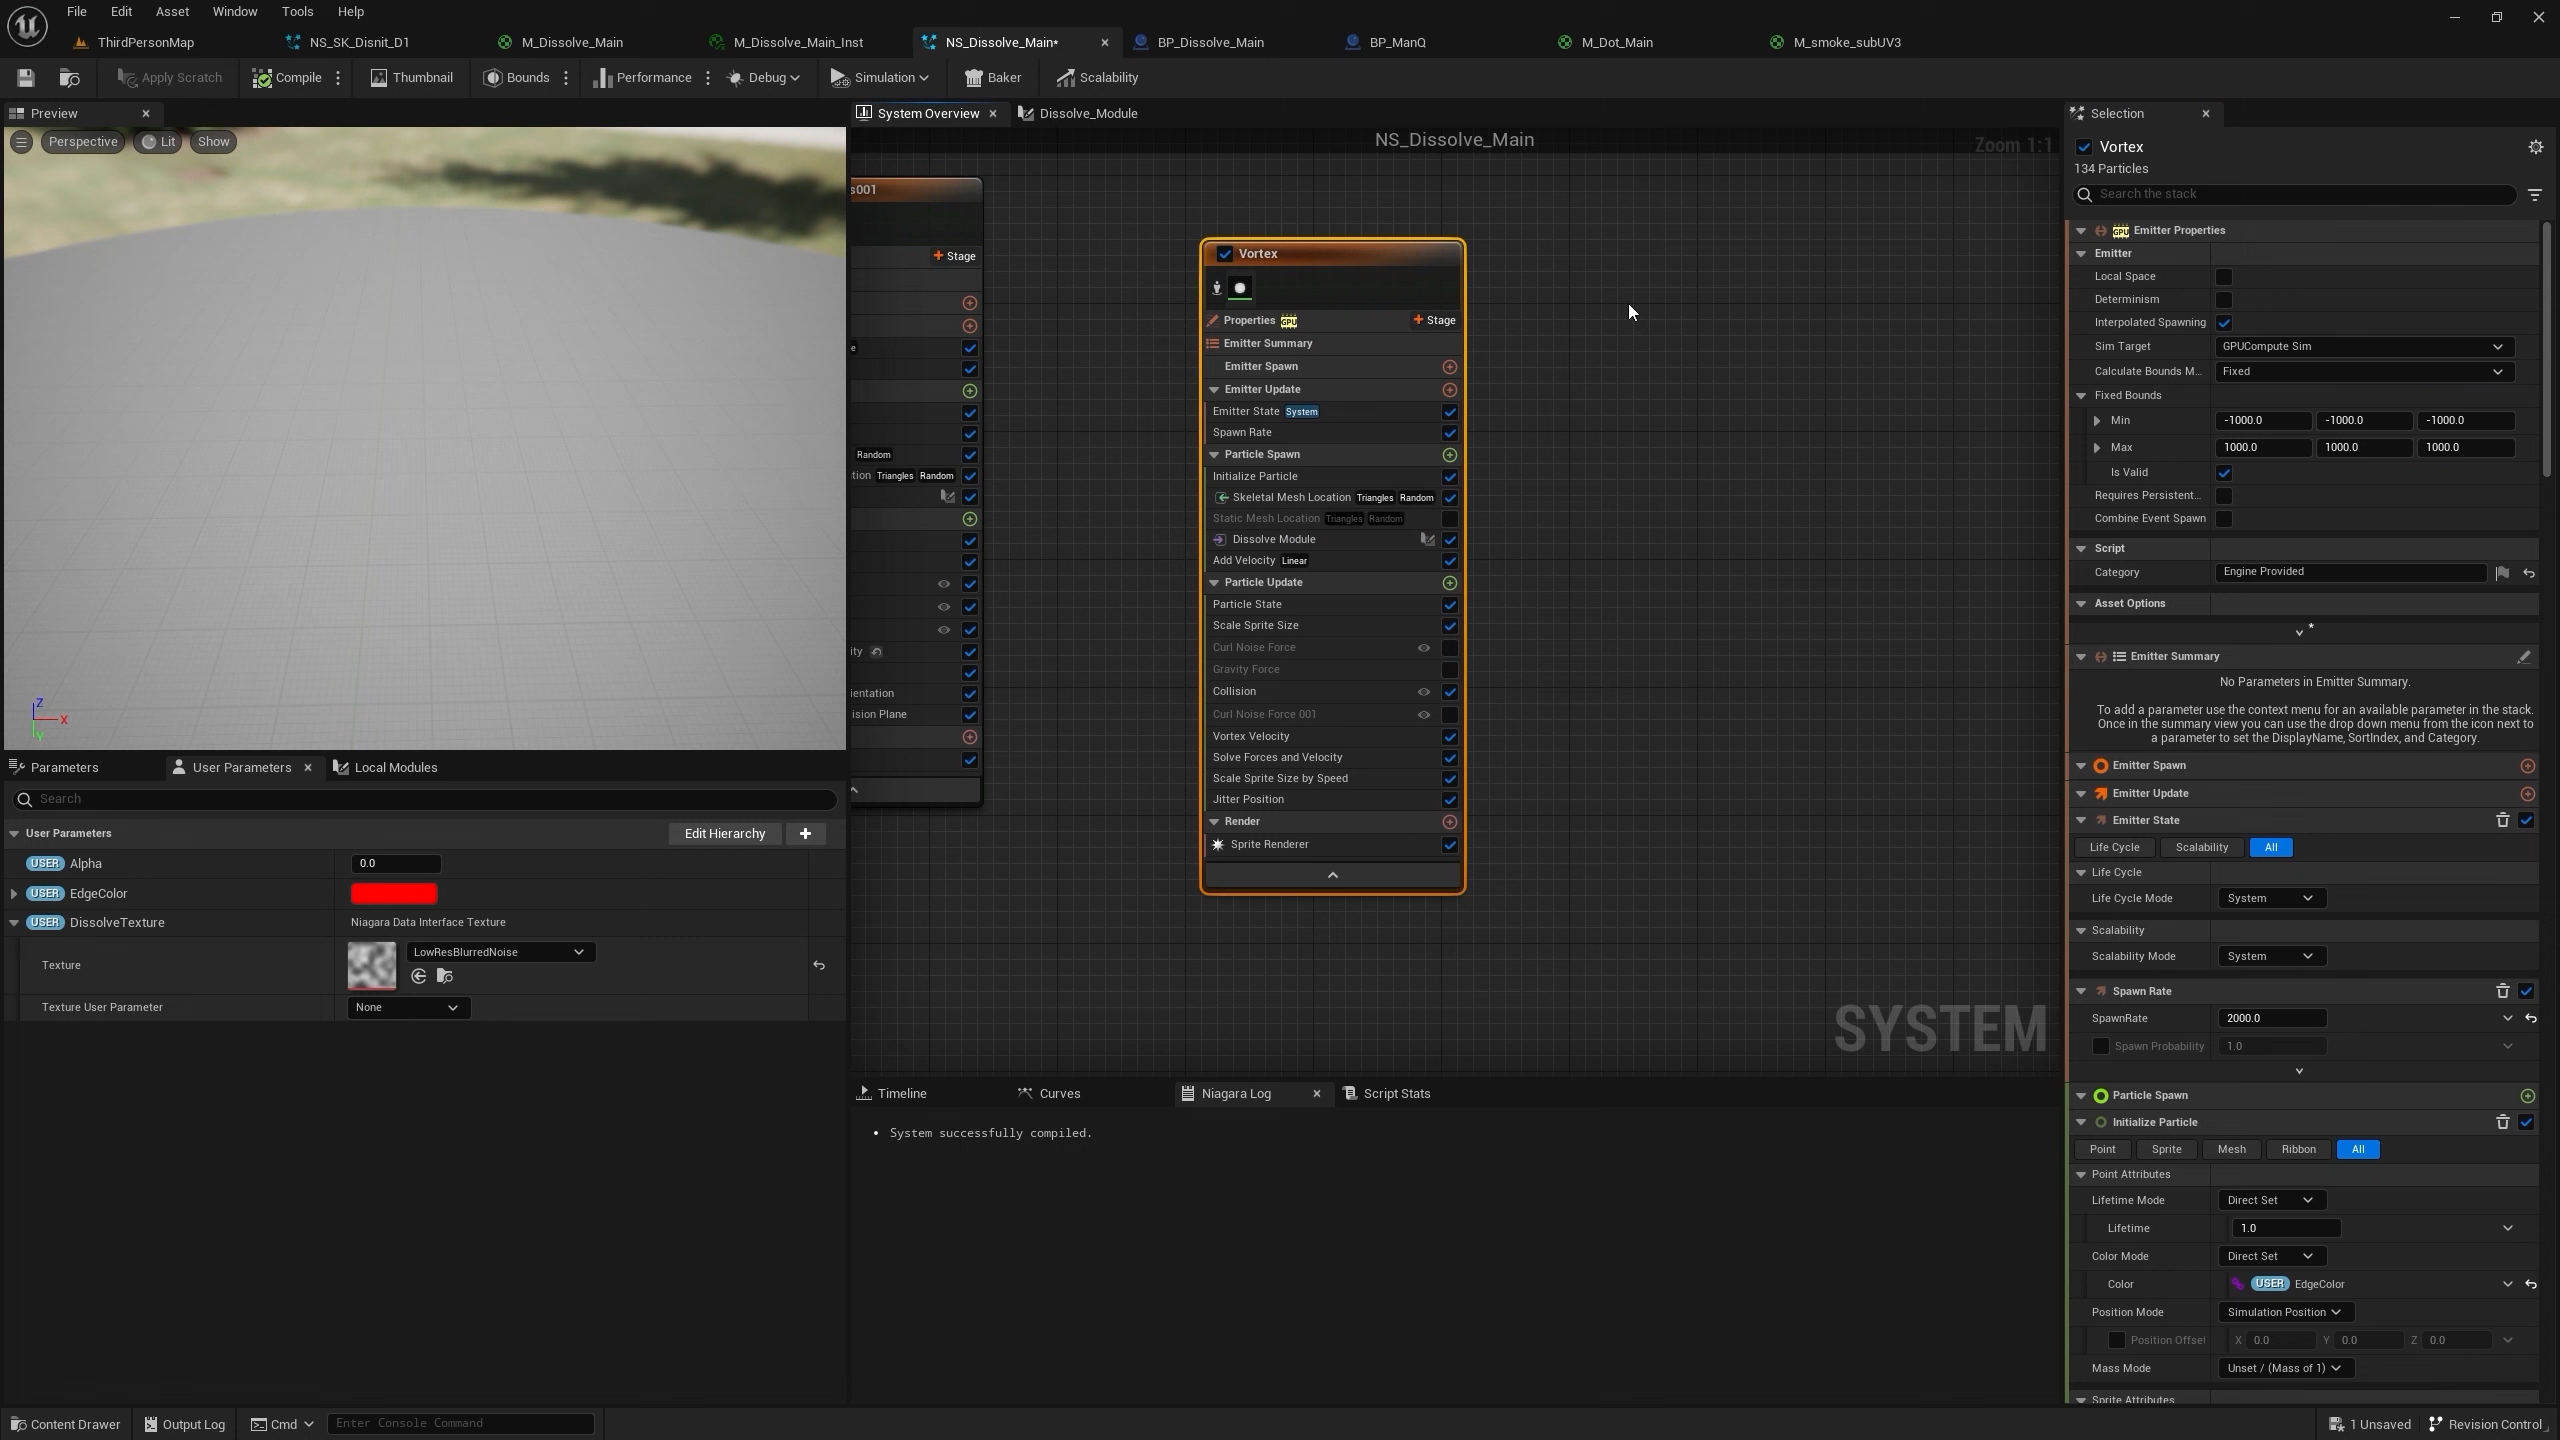 File Edit Asset Window Tools Help
ThirdPersonMap NS_SK_Disnit_D1 M_Dissolve_Main M_Dissolve_Main_Inst NS_Dissolve_Main* BP_Dissolve_Main BP_ManQ M_Dot_Main M_smoke_subUV3
Apply Scratch Compile Thumbnail Bounds Performance Debug Simulation Baker Scalability
Preview
Perspective Lit Show
Z
X
Y
Parameters User Parameters Local Modules
Search
User Parameters Edit Hierarchy
USER Alpha 0.0
USER EdgeColor
USER DissolveTexture Niagara Data Interface Texture
Texture LowResBlurredNoise
Texture User Parameter None
System Overview Dissolve_Module
NS_Dissolve_Main
Zoom 1:1
s001
Stage
e
Random
tion Triangles Random
ity
ientation
ision Plane
Vortex
Properties GPU Stage
Emitter Summary
Emitter Spawn
Emitter Update
Emitter State System
Spawn Rate
Particle Spawn
Initialize Particle
Skeletal Mesh Location Triangles Random
Static Mesh Location Triangles Random
Dissolve Module
Add Velocity Linear
Particle Update
Particle State
Scale Sprite Size
Curl Noise Force
Gravity Force
Collision
Curl Noise Force 001
Vortex Velocity
Solve Forces and Velocity
Scale Sprite Size by Speed
Jitter Position
Render
Sprite Renderer
SYSTEM
Timeline Curves Niagara Log Script Stats
• System successfully compiled.
Selection
Vortex
134 Particles
Search the stack
GPU Emitter Properties
Emitter
Local Space
Determinism
Interpolated Spawning
Sim Target GPUCompute Sim
Calculate Bounds M... Fixed
Fixed Bounds
Min -1000.0 -1000.0 -1000.0
Max 1000.0 1000.0 1000.0
Is Valid
Requires Persistent...
Combine Event Spawn
Script
Category Engine Provided
Asset Options
*
Emitter Summary
No Parameters in Emitter Summary.
To add a parameter use the context menu for an available parameter in the stack.
Once in the summary view you can use the drop down menu from the icon next to
a parameter to set the DisplayName, SortIndex, and Category.
Emitter Spawn
Emitter Update
Emitter State
Life Cycle Scalability All
Life Cycle
Life Cycle Mode System
Scalability
Scalability Mode System
Spawn Rate
SpawnRate 2000.0
Spawn Probability 1.0
Particle Spawn
Initialize Particle
Point Sprite Mesh Ribbon All
Point Attributes
Lifetime Mode Direct Set
Lifetime 1.0
Color Mode Direct Set
Color USER EdgeColor
Position Mode Simulation Position
Position Offset X 0.0 Y 0.0 Z 0.0
Mass Mode Unset / (Mass of 1)
Sprite Attributes
Content Drawer Output Log Cmd Enter Console Command 1 Unsaved Revision Control